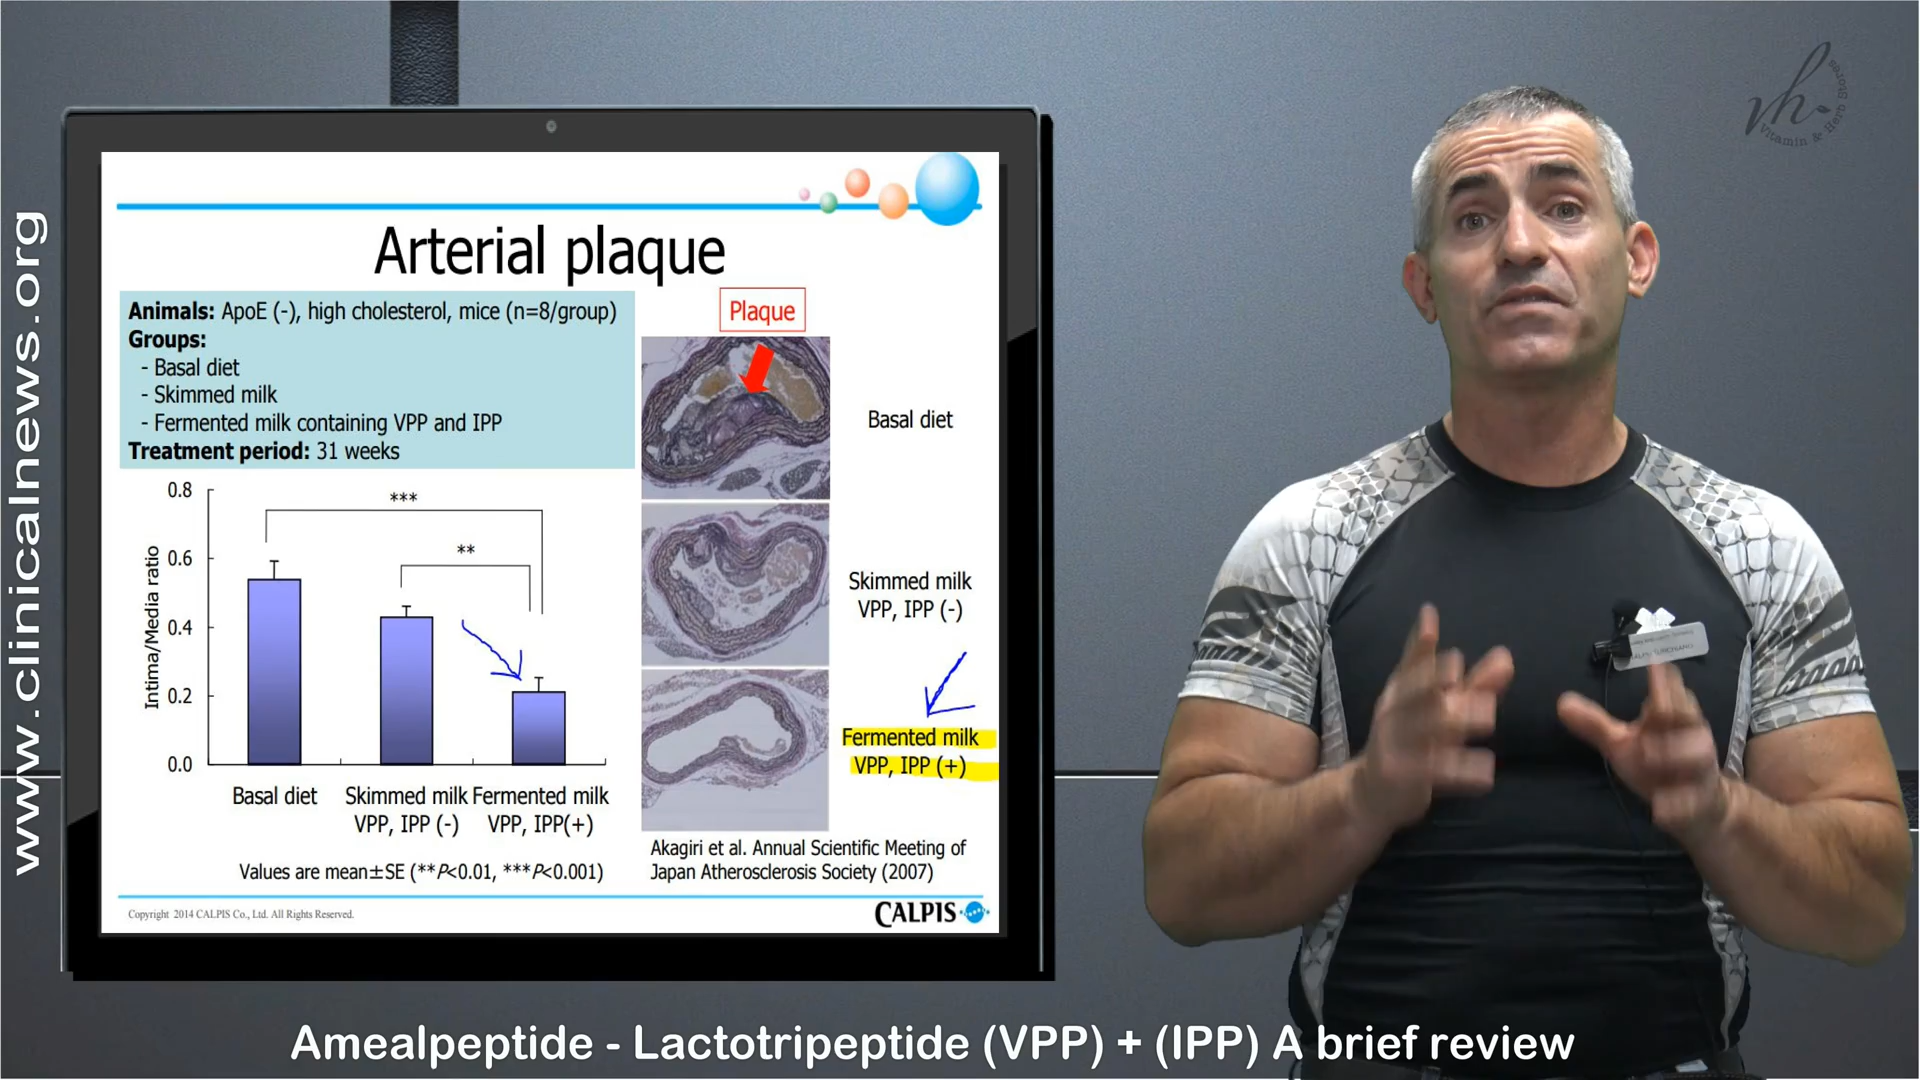 www.clinicalnews.org
Arterial plaque
Animals: ApoE (-), high cholesterol, mice (n=8/group)
Groups:
- Basal diet
- Skimmed milk
- Fermented milk containing VPP and IPP
Treatment period: 31 weeks
Plaque
Basal diet
Skimmed milk
VPP, IPP (-)
Fermented milk
VPP, IPP (+)
0.8
0.6
0.4
0.2
0.0
Intima/Media ratio
***
**
Basal diet
Skimmed milk
VPP, IPP (-)
Fermented milk
VPP, IPP(+)
Values are mean±SE (**P<0.01, ***P<0.001)
Akagiri et al. Annual Scientific Meeting of
Japan Atherosclerosis Society (2007)
Copyright 2014 CALPIS Co., Ltd. All Rights Reserved.
CALPIS
vh
Vitamin & Herb Stores
Amealpeptide - Lactotripeptide (VPP) + (IPP) A brief review